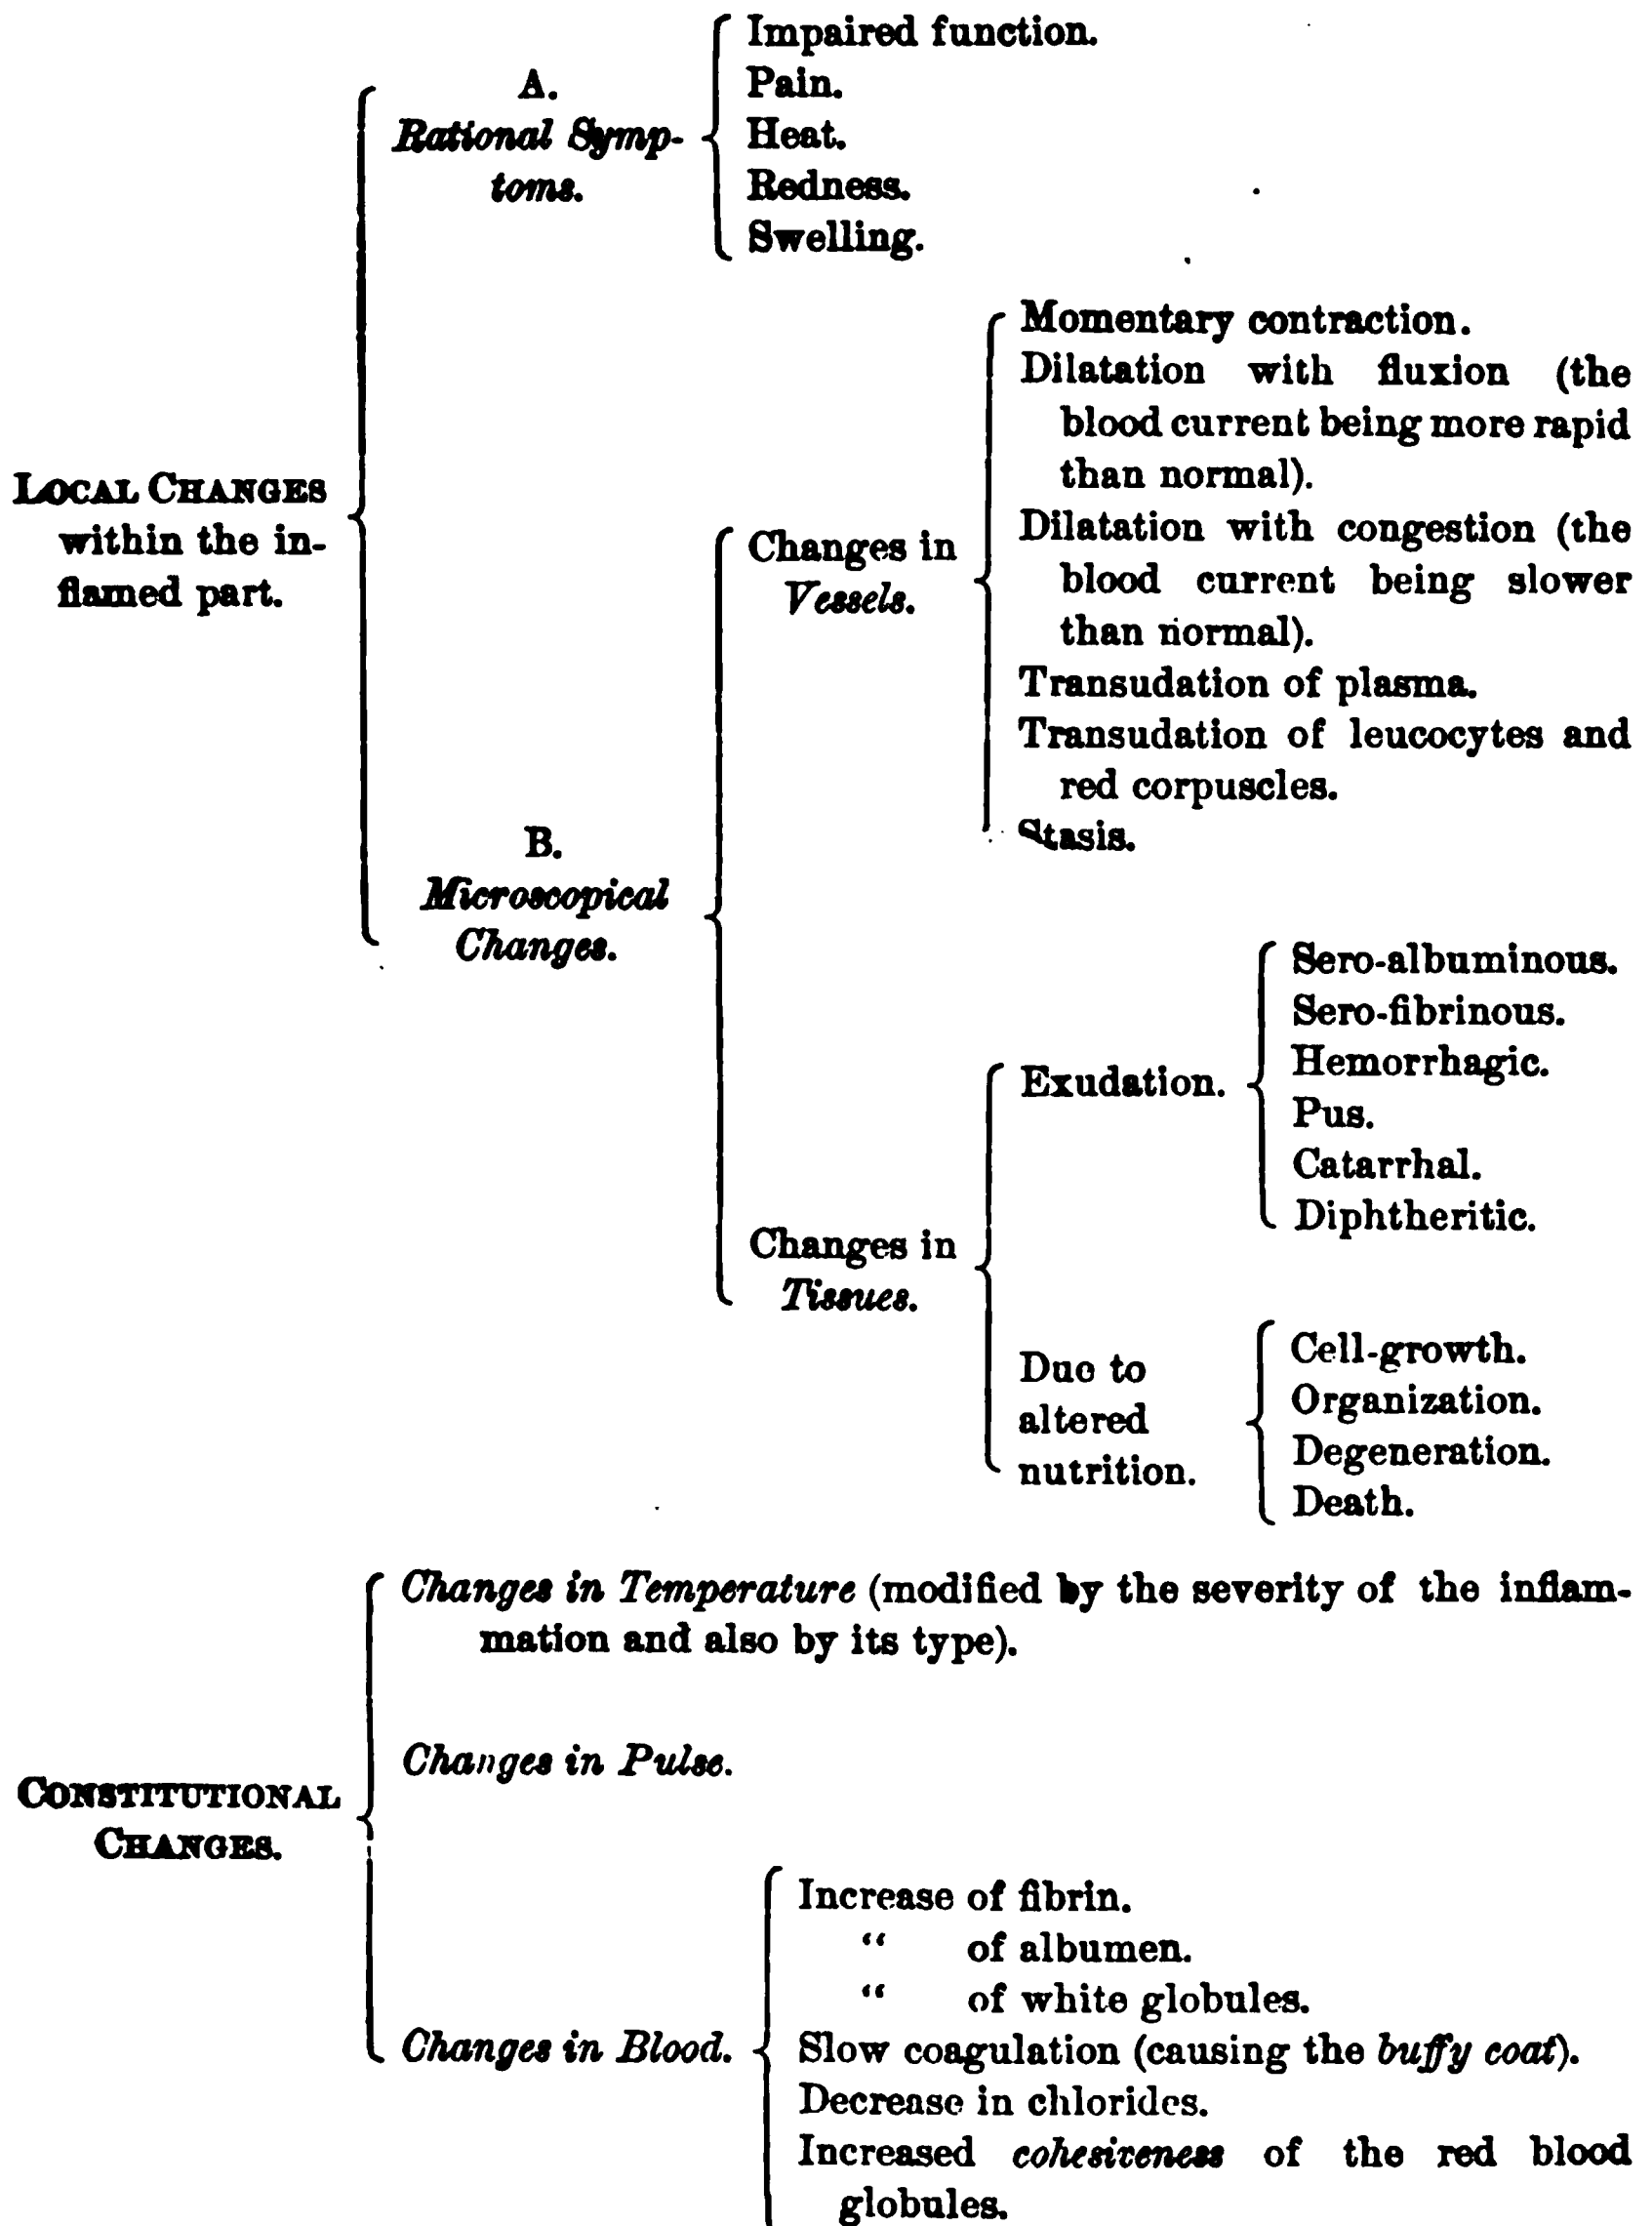 A.
Rational Symp-
toms.
Impaired function.
Pain.
Heat.
Redness.
Swelling.
LOCAL CHANGES
within the in-
flamed part.
B.
Microscopical
Changes.
Changes in
Vessels.
Momentary contraction.
Dilatation with fluxion (the
blood current being more rapid
than normal).
Dilatation with congestion (the
blood current being slower
than normal).
Transudation of plasma.
Transudation of leucocytes and
red corpuscles.
Stasis.
Changes in
Tissues.
Exudation.
Sero-albuminous.
Sero-fibrinous.
Hemorrhagic.
Pus.
Catarrhal.
Diphtheritic.
Due to
altered
nutrition.
Cell-growth.
Organization.
Degeneration.
Death.
CONSTITUTIONAL
CHANGES.
Changes in Temperature (modified by the severity of the inflam-
mation and also by its type).
Changes in Pulse.
Changes in Blood.
Increase of fibrin.
“ of albumen.
“ of white globules.
Slow coagulation (causing the buffy coat).
Decrease in chlorides.
Increased cohesiveness of the red blood
globules.